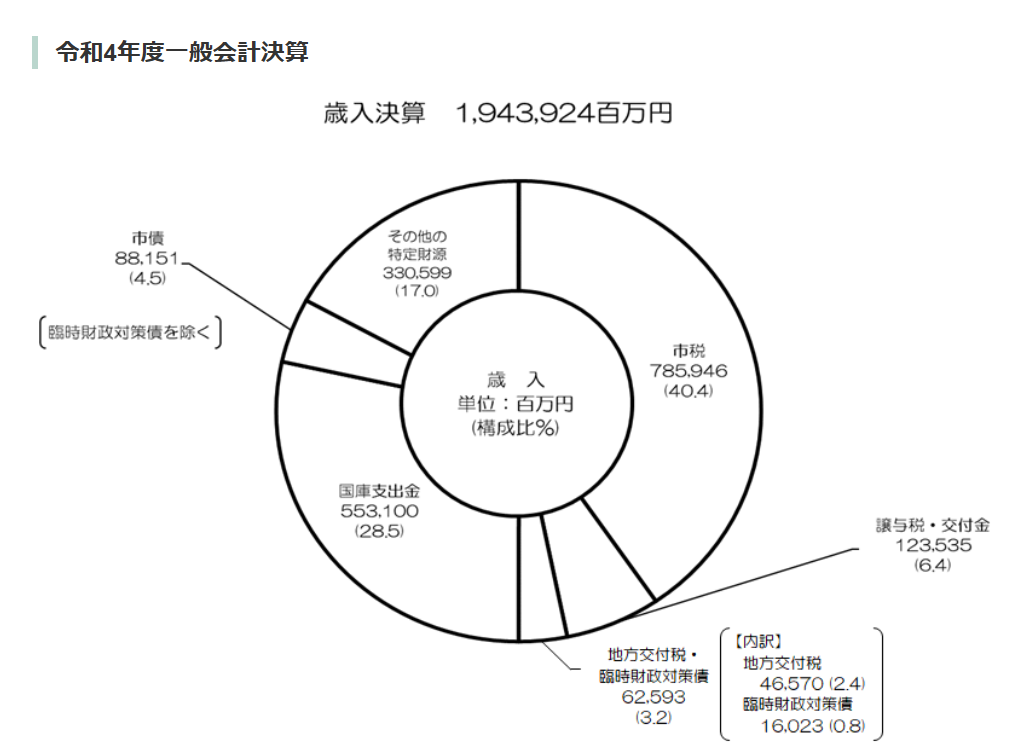 令和4年度一般会計決算
歳入決算　1,943,924百万円
市債
88,151
(4.5)
臨時財政対策債を除く
その他の
特定財源
330,599
(17.0)
市税
785,946
(40.4)
歳　入
単位：百万円
(構成比%)
国庫支出金
553,100
(28.5)
譲与税・交付金
123,535
(6.4)
地方交付税・
臨時財政対策債
62,593
(3.2)
【内訳】
地方交付税
46,570 (2.4)
臨時財政対策債
16,023 (0.8)